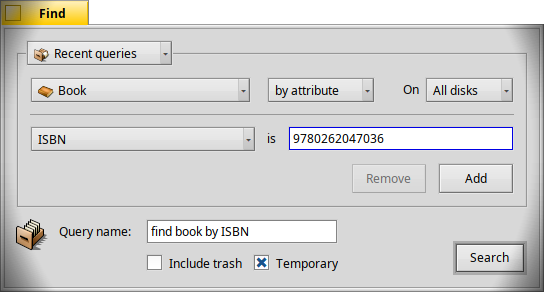 Find
Recent queries
Book by attribute On All disks
ISBN is 9780262047036
Remove Add
Query name: find book by ISBN
Include trash Temporary
Search